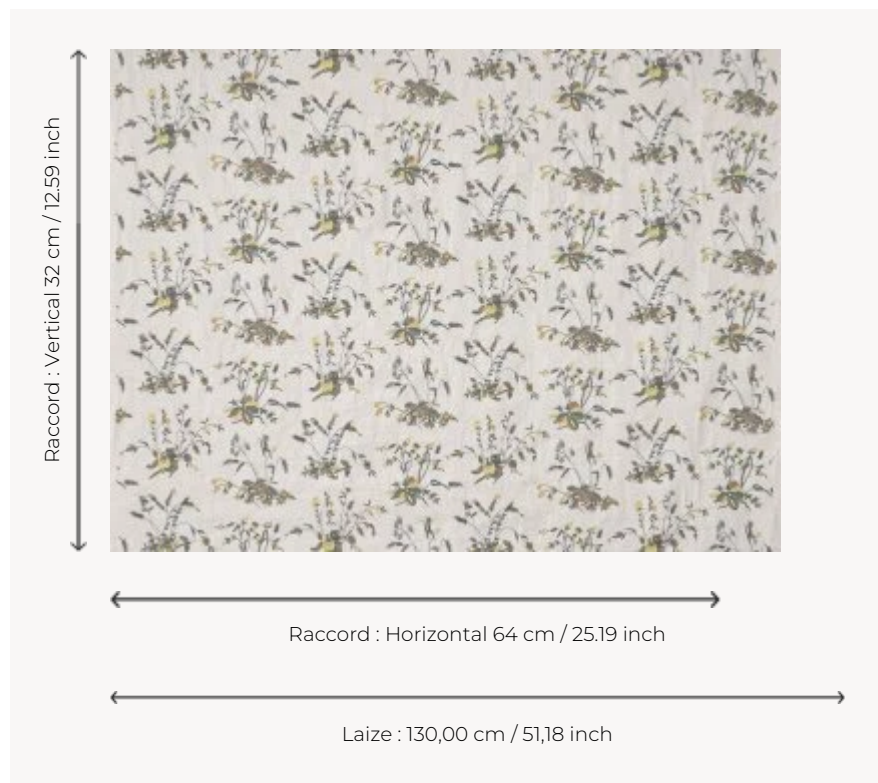 Raccord : Vertical 32 cm / 12.59 inch
Raccord : Horizontal 64 cm / 25.19 inch
Laize : 130,00 cm / 51,18 inch